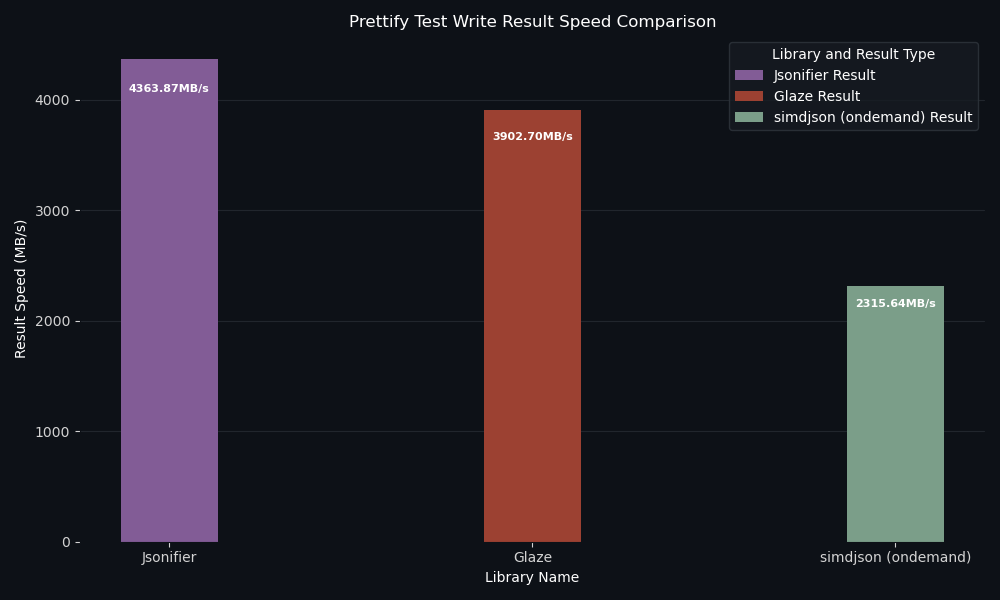 Prettify Test Write Result Speed Comparison
Library and Result Type
Jsonifier Result
Glaze Result
simdjson (ondemand) Result
4363.87MB/s
3902.70MB/s
2315.64MB/s
Result Speed (MB/s)
4000
3000
2000
1000
0
Jsonifier
Glaze
simdjson (ondemand)
Library Name